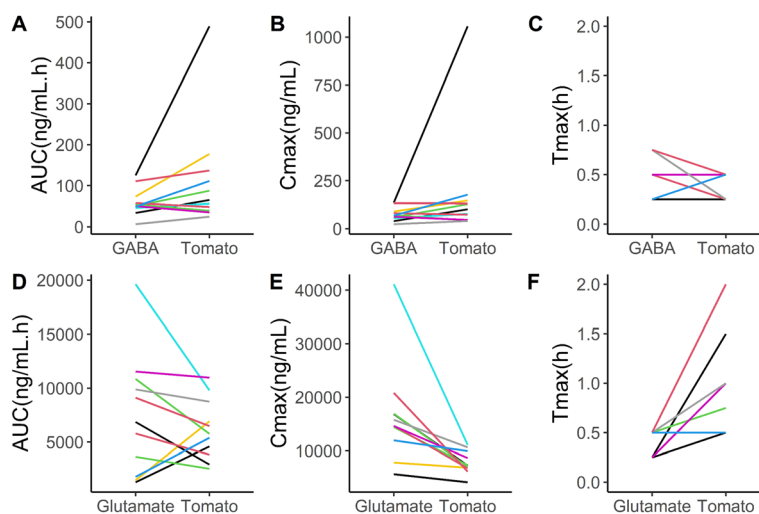 A
AUC(ng/mL.h)
500
400
300
200
100
0
GABA Tomato
B
Cmax(ng/mL)
1000
750
500
250
0
GABA Tomato
C
Tmax(h)
2.0
1.5
1.0
0.5
0.0
GABA Tomato
D
AUC(ng/mL.h)
20000
15000
10000
5000
Glutamate Tomato
E
Cmax(ng/mL)
40000
30000
20000
10000
Glutamate Tomato
F
Tmax(h)
2.0
1.5
1.0
0.5
0.0
Glutamate Tomato